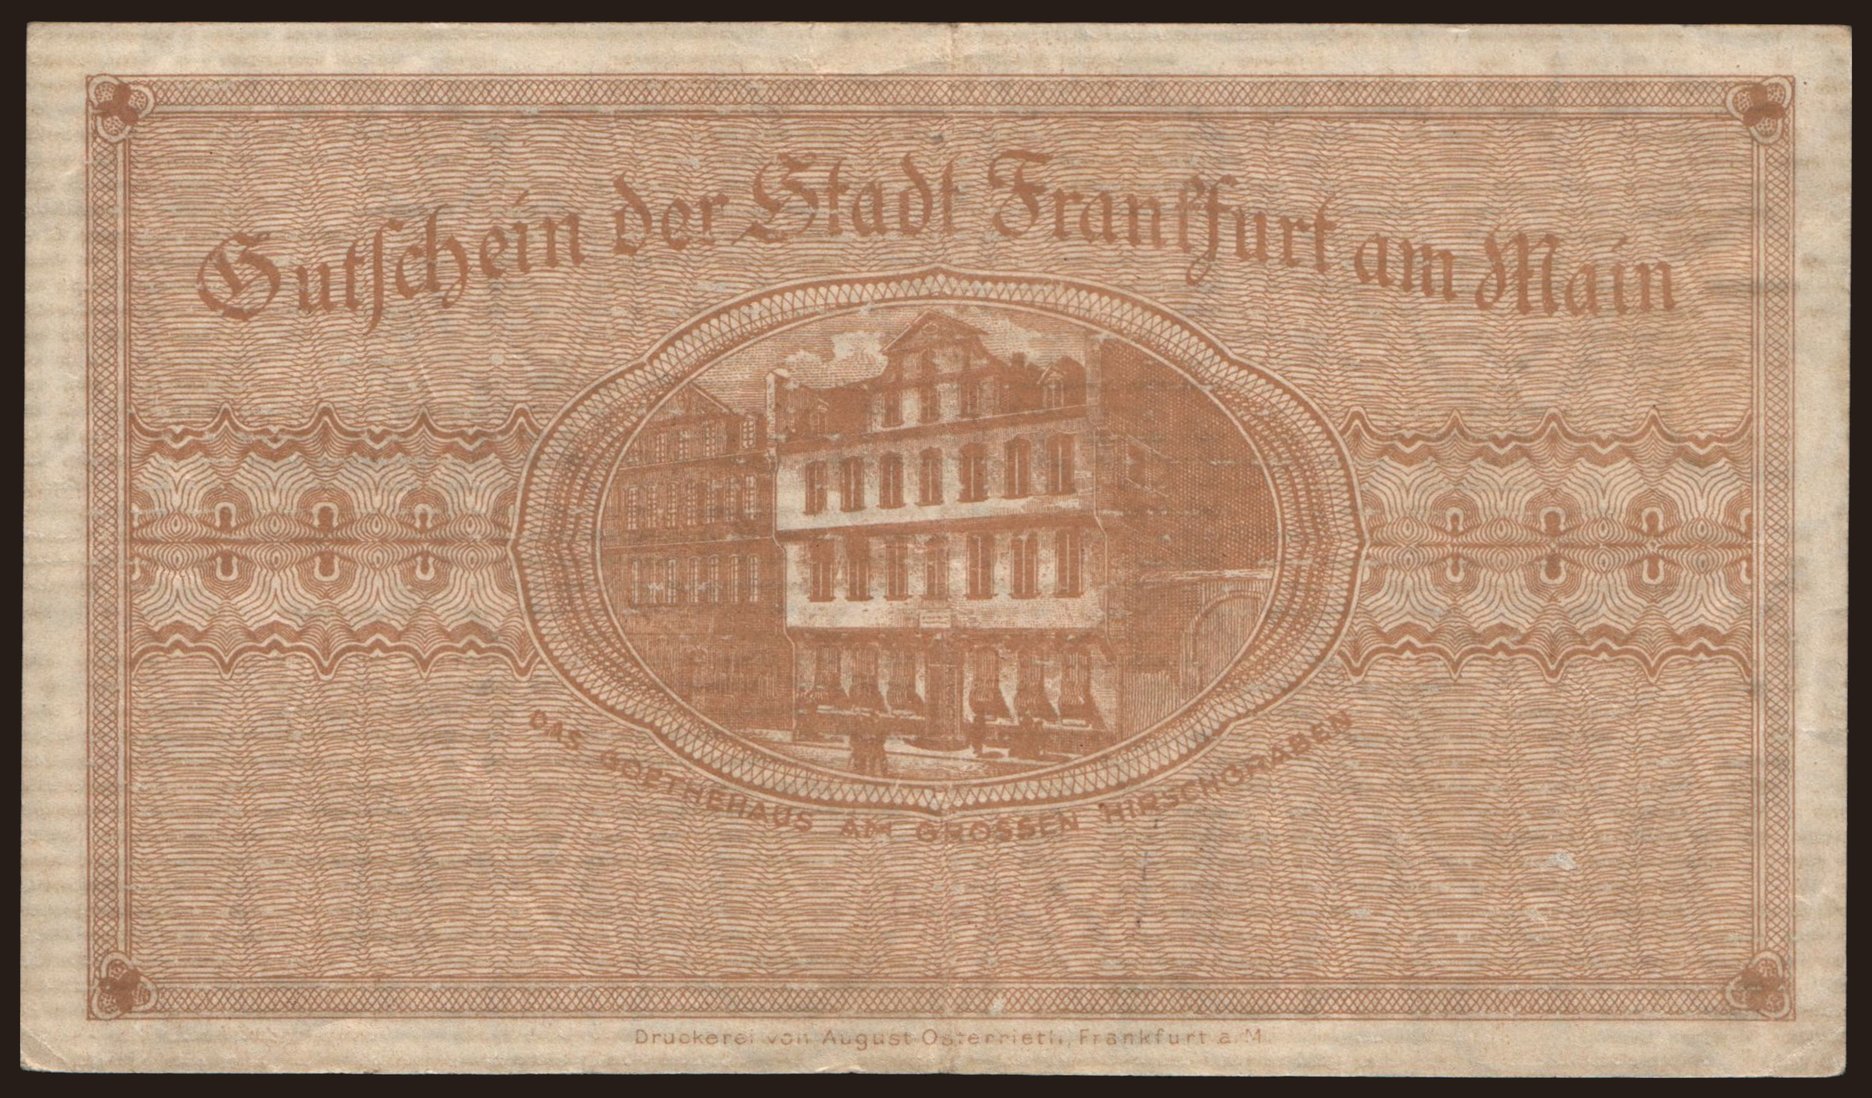 Gutschein der Stadt Frankfurt am Main
DAS GOETHEHAUS AM GROSSEN HIRSCHGRABEN
Druckerei von August Osterrieth, Frankfurt a. M.